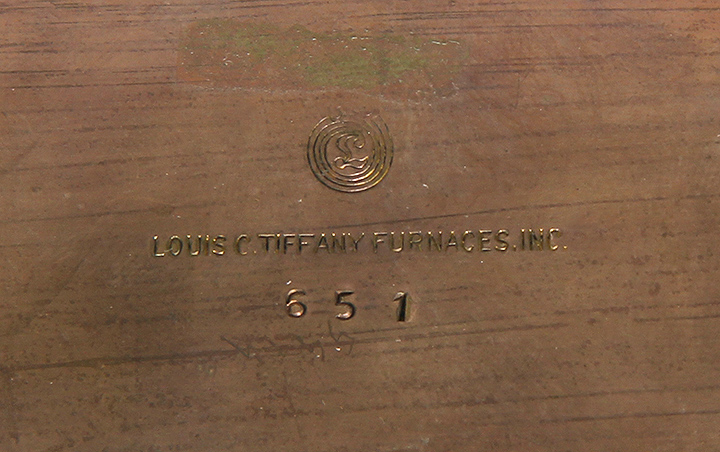 LOUIS C. TIFFANY FURNACES. INC.
651